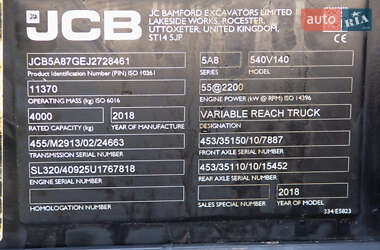 JCB
JC BAMFORD EXCAVATORS LIMITED
LAKESIDE WORKS, ROCESTER,
UTTOXETER, UNITED KINGDOM,
ST14 5JF
RIA.com
JCB5A87GEJ2728461
Product Identification Number (PIN) ISO 10261
5A8
540V140
SERIES
MODEL
11370
OPERATING MASS (kg) ISO 6016
55@2200
ENGINE POWER (kW @ RPM) ISO 14396
4000
2018
RATED CAPACITY (kg)
YEAR OF MANUFACTURE
VARIABLE REACH TRUCK
DESIGNATION
455/M2913/02/24663
TRANSMISSION SERIAL NUMBER
453/35150/10/7887
FRONT AXLE SERIAL NUMBER
SL320/40925U1767818
ENGINE SERIAL NUMBER
453/35110/10/15452
REAR AXLE SERIAL NUMBER
HOMOLOGATION NUMBER
2018
SALES SPECIAL NUMBER
YEAR OF MODEL
334/E5823